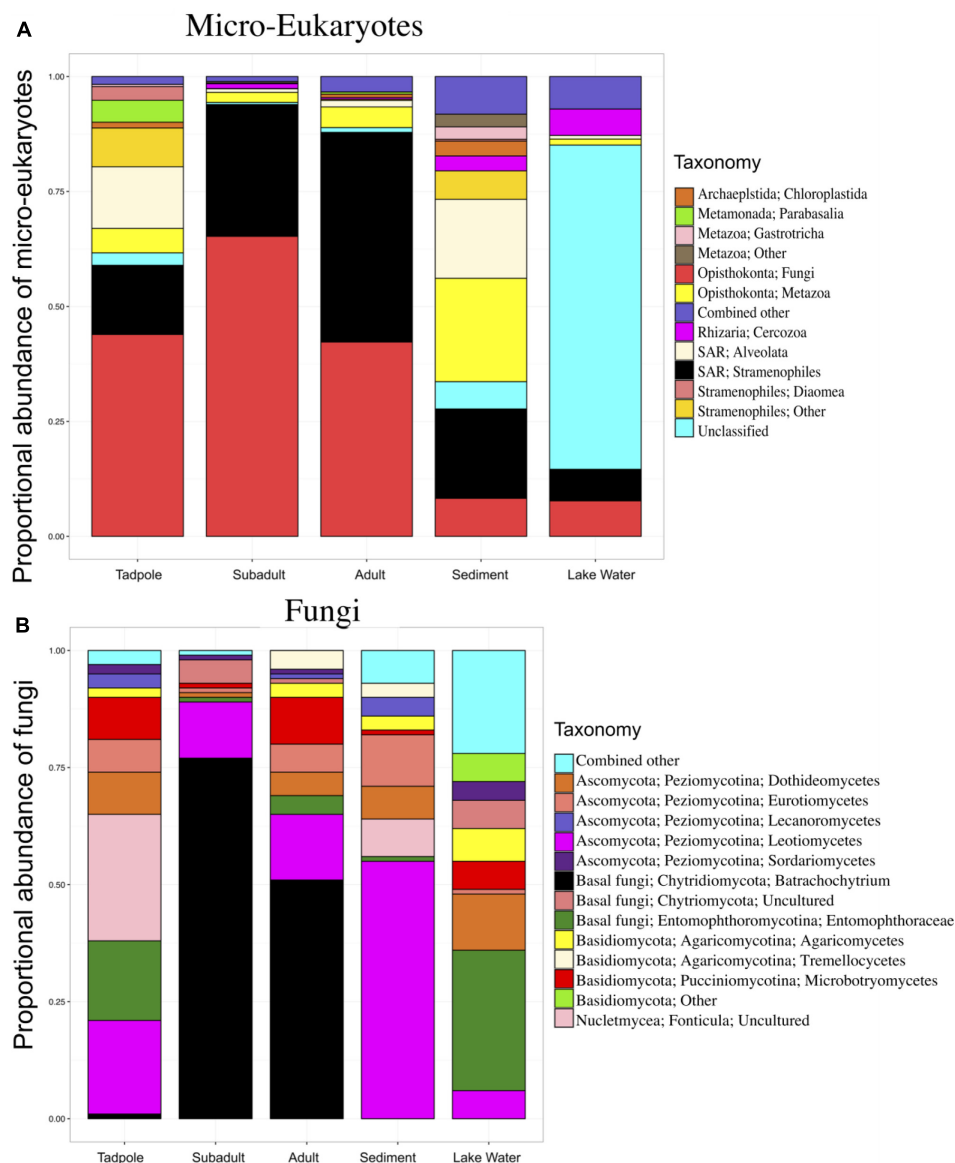 A
Micro-Eukaryotes
Proportional abundance of micro-eukaryotes
1.00
0.75
0.50
0.25
0.00
Tadpole
Subadult
Adult
Sediment
Lake Water
Taxonomy
Archaeplstida; Chloroplastida
Metamonada; Parabasalia
Metazoa; Gastrotricha
Metazoa; Other
Opisthokonta; Fungi
Opisthokonta; Metazoa
Combined other
Rhizaria; Cercozoa
SAR; Alveolata
SAR; Stramenophiles
Stramenophiles; Diaomea
Stramenophiles; Other
Unclassified
B
Fungi
Proportional abundance of fungi
1.00
0.75
0.50
0.25
0.00
Tadpole
Subadult
Adult
Sediment
Lake Water
Taxonomy
Combined other
Ascomycota; Peziomycotina; Dothideomycetes
Ascomycota; Peziomycotina; Eurotiomycetes
Ascomycota; Peziomycotina; Lecanoromycetes
Ascomycota; Peziomycotina; Leotiomycetes
Ascomycota; Peziomycotina; Sordariomycetes
Basal fungi; Chytridiomycota; Batrachochytrium
Basal fungi; Chytriomycota; Uncultured
Basal fungi; Entomophthoromycotina; Entomophthoraceae
Basidiomycota; Agaricomycotina; Agaricomycetes
Basidiomycota; Agaricomycotina; Tremellocycetes
Basidiomycota; Pucciniomycotina; Microbotryomycetes
Basidiomycota; Other
Nucletmycea; Fonticula; Uncultured